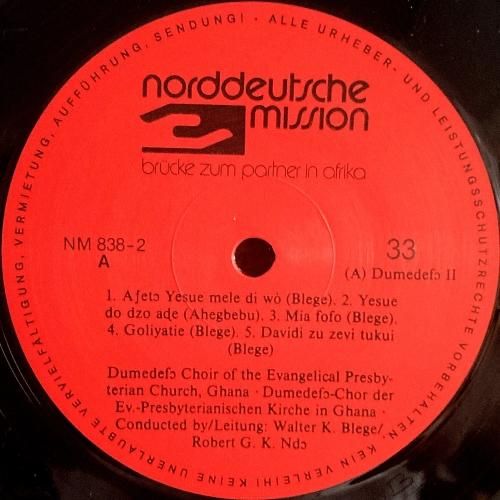 ALLE URHEBER- UND LEISTUNGSSCHUTZRECHTE VORBEHALTEN, KEIN VERLEIH! KEINE UNERLAUBTE VERVIELFÄLTIGUNG, VERMIETUNG, AUFFÜHRUNG, SENDUNG! ·
norddeutsche
mission
brücke zum partner in afrika
NM 838-2
A
33
(A) Dumedefɔ II
1. Aƒetɔ Yesue mele di wò (Blege). 2. Yesue
do dzo aɖe (Ahegbebu). 3. Mia fofo (Blege).
4. Goliyatie (Blege). 5. Davidi zu zevi tukui
(Blege)
Dumedefɔ Choir of the Evangelical Presby-
terian Church, Ghana · Dumedefɔ-Chor der
Ev.-Presbyterianischen Kirche in Ghana ·
Conducted by/Leitung: Walter K. Blege/
Robert G. K. Ndɔ